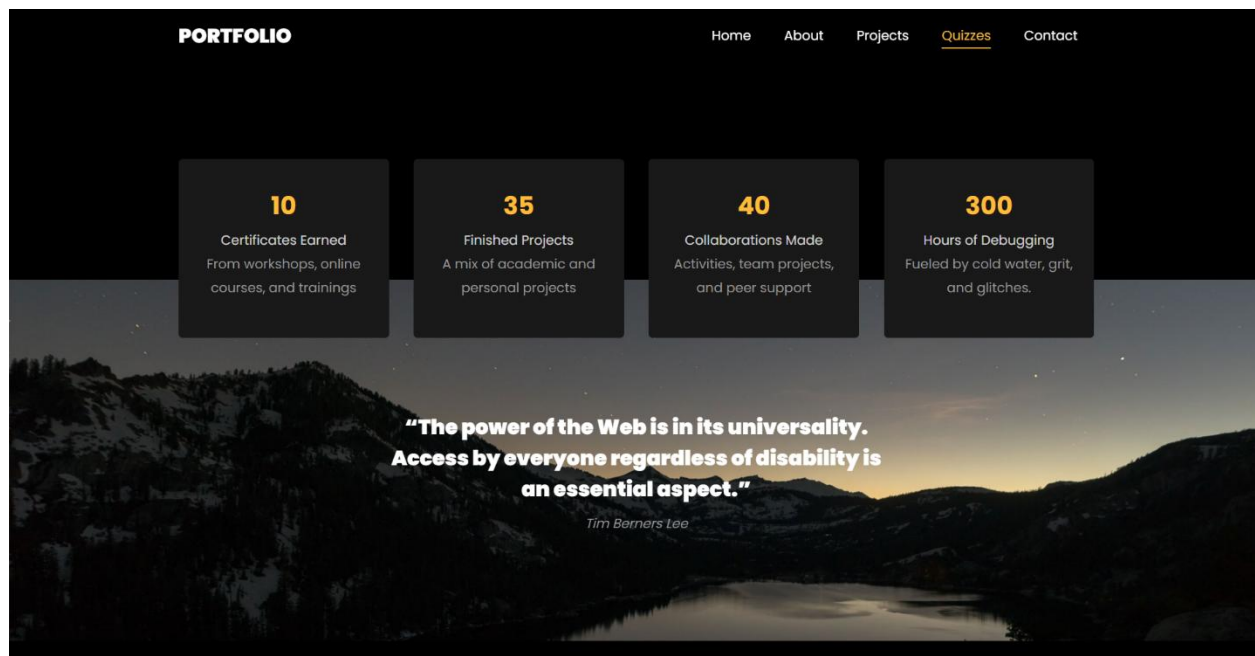 PORTFOLIO
Home About Projects Quizzes Contact
10
Certificates Earned
From workshops, online
courses, and trainings
35
Finished Projects
A mix of academic and
personal projects
40
Collaborations Made
Activities, team projects,
and peer support
300
Hours of Debugging
Fueled by cold water, grit,
and glitches.
“The power of the Web is in its universality.
Access by everyone regardless of disability is
an essential aspect.”
Tim Berners Lee